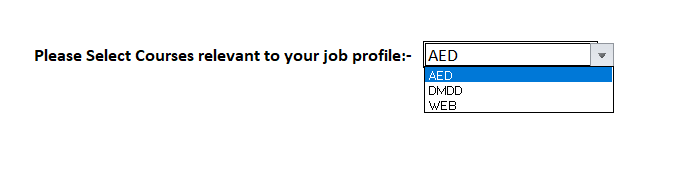 Please Select Courses relevant to your job profile:- AED
AED
DMDD
WEB